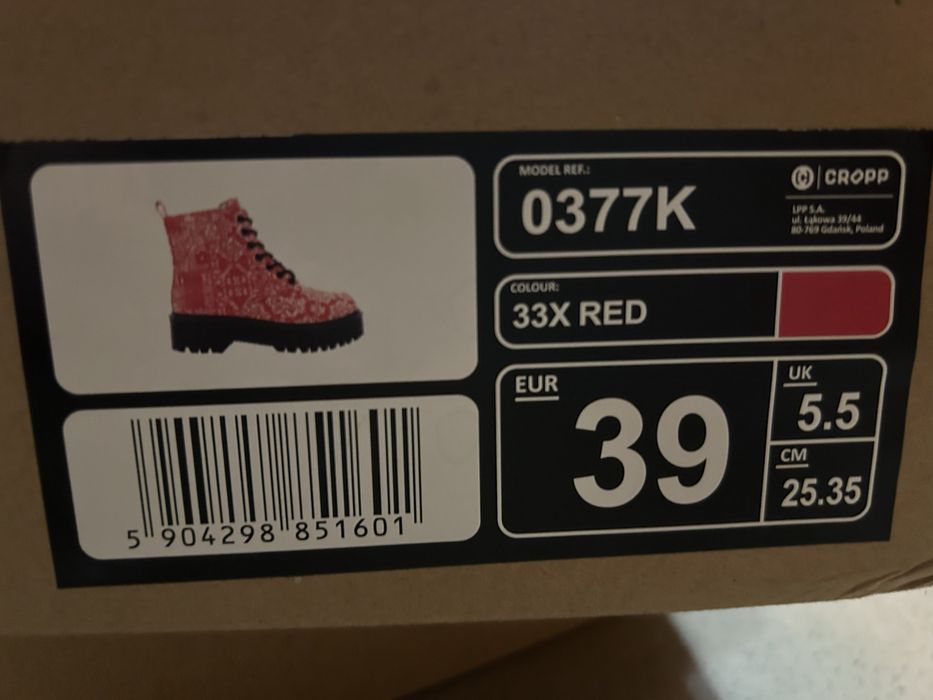 MODEL REF.:
0377K
CROPP
LPP S.A.
ul. Łąkowa 39/44
80-769 Gdańsk, Poland
COLOUR:
33X RED
EUR
39
UK
5.5
CM
25.35
5 904298 851601